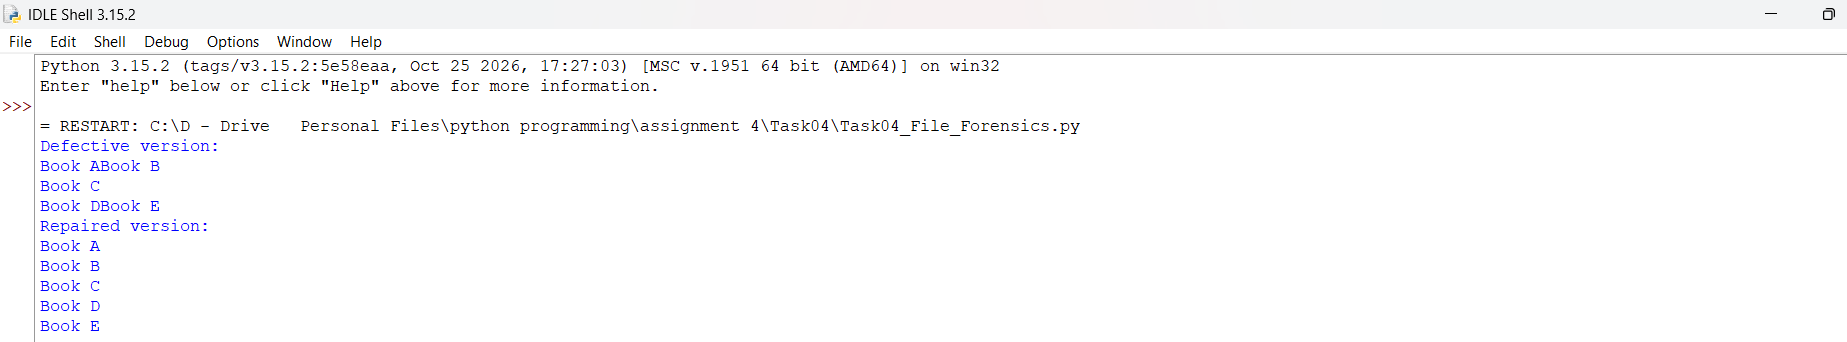 IDLE Shell 3.15.2
File Edit Shell Debug Options Window Help
Python 3.15.2 (tags/v3.15.2:5e58eaa, Oct 25 2026, 17:27:03) [MSC v.1951 64 bit (AMD64)] on win32
Enter "help" below or click "Help" above for more information.
>>>
= RESTART: C:\D - Drive   Personal Files\python programming\assignment 4\Task04\Task04_File_Forensics.py
Defective version:
Book ABook B
Book C
Book DBook E
Repaired version:
Book A
Book B
Book C
Book D
Book E